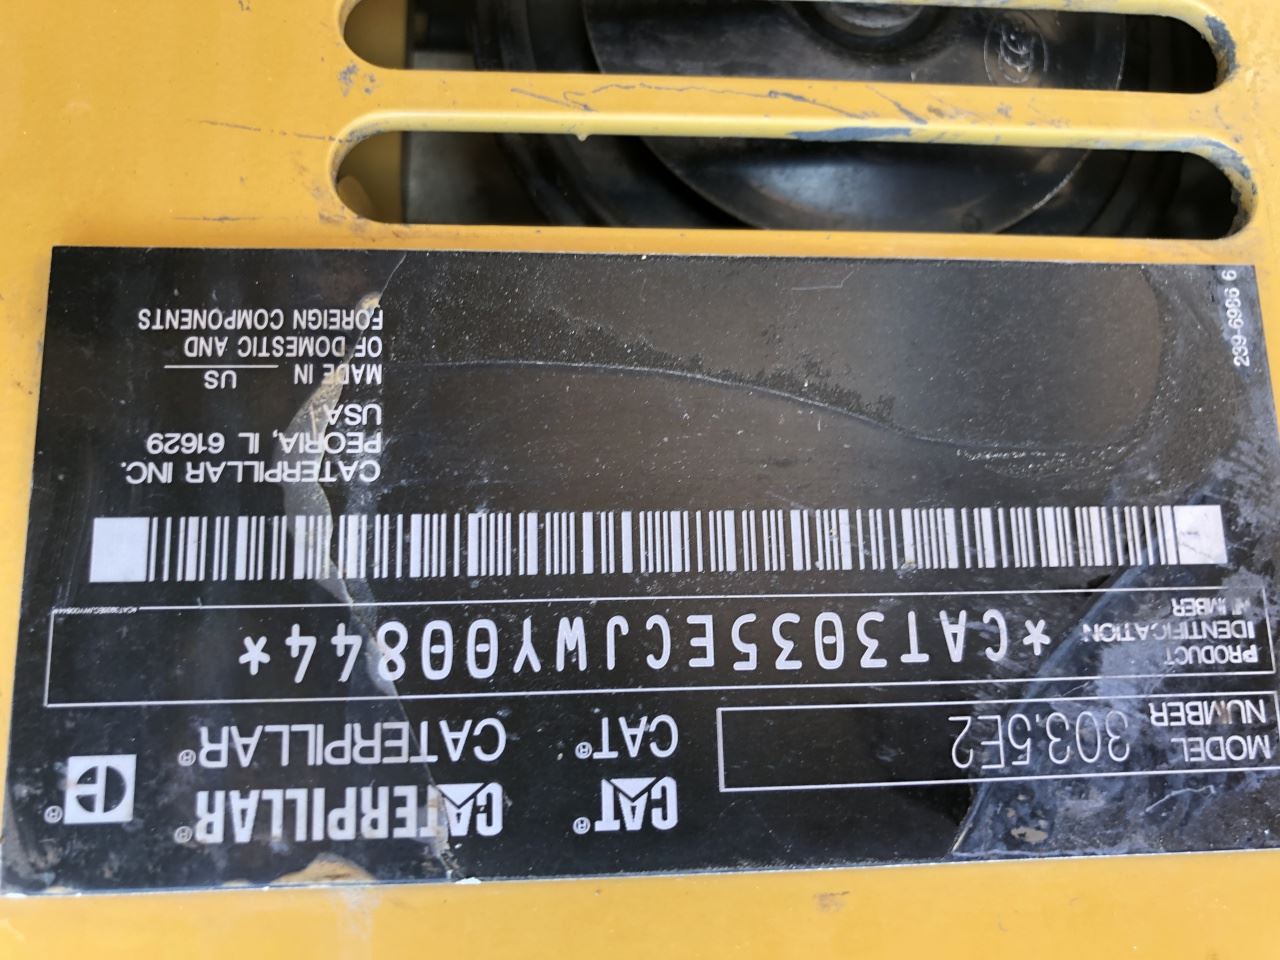 CAT® CATERPILLAR®
CAT® CATERPILLAR®
MODEL NUMBER 303.5E2
PRODUCT IDENTIFICATION NUMBER
*CAT3035ECJWY00844*
CATERPILLAR INC.
PEORIA, IL 61629
USA
MADE IN US
OF DOMESTIC AND
FOREIGN COMPONENTS
239-6986 6